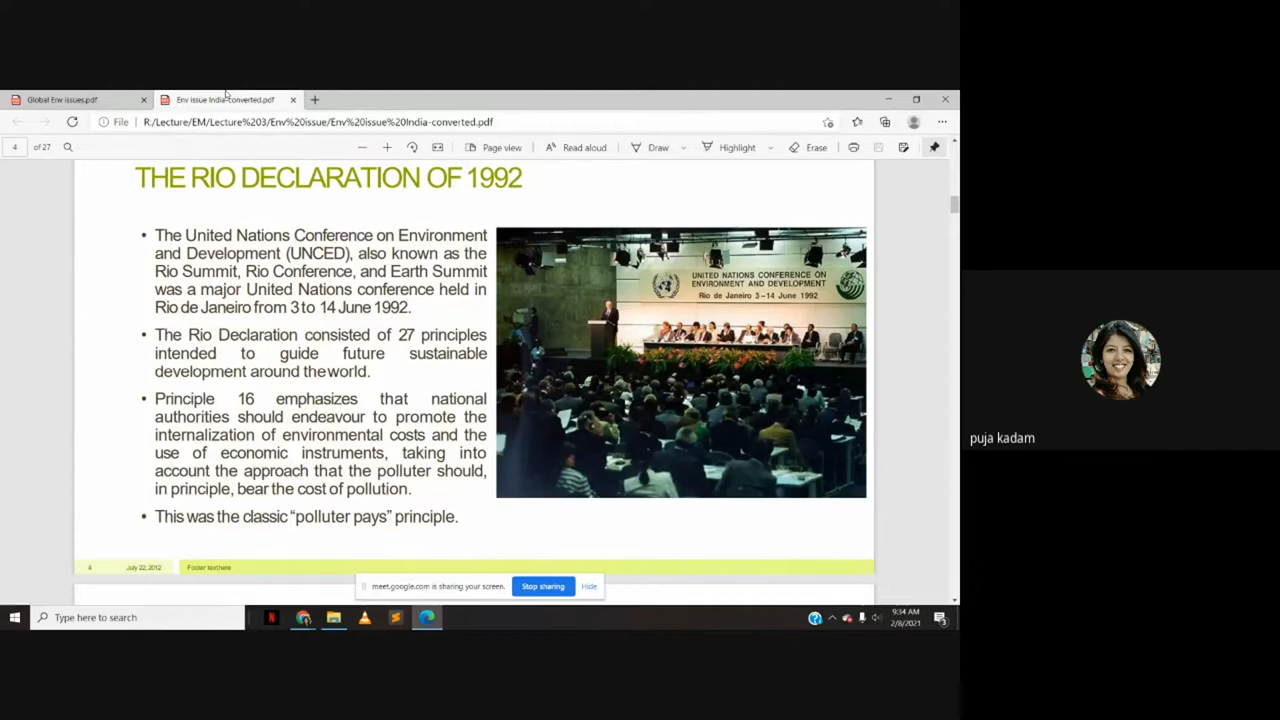 Global Env issues.pdf
Env issue India-converted.pdf
File R:/Lecture/EM/Lecture%203/Env%20issue/Env%20issue%20India-converted.pdf
4 of 27 Page view Read aloud Draw Highlight Erase
THE RIO DECLARATION OF 1992
• The United Nations Conference on Environment
and Development (UNCED), also known as the
Rio Summit, Rio Conference, and Earth Summit
was a major United Nations conference held in
Rio de Janeiro from 3 to 14 June 1992.
• The Rio Declaration consisted of 27 principles
intended to guide future sustainable
development around the world.
• Principle 16 emphasizes that national
authorities should endeavour to promote the
internalization of environmental costs and the
use of economic instruments, taking into
account the approach that the polluter should,
in principle, bear the cost of pollution.
• This was the classic “polluter pays” principle.
UNITED NATIONS CONFERENCE ON
ENVIRONMENT AND DEVELOPMENT
Rio de Janeiro 3–14 June 1992
puja kadam
4 July 22, 2012 Footer text here
meet.google.com is sharing your screen. Stop sharing Hide
Type here to search
9:34 AM
2/8/2021
3